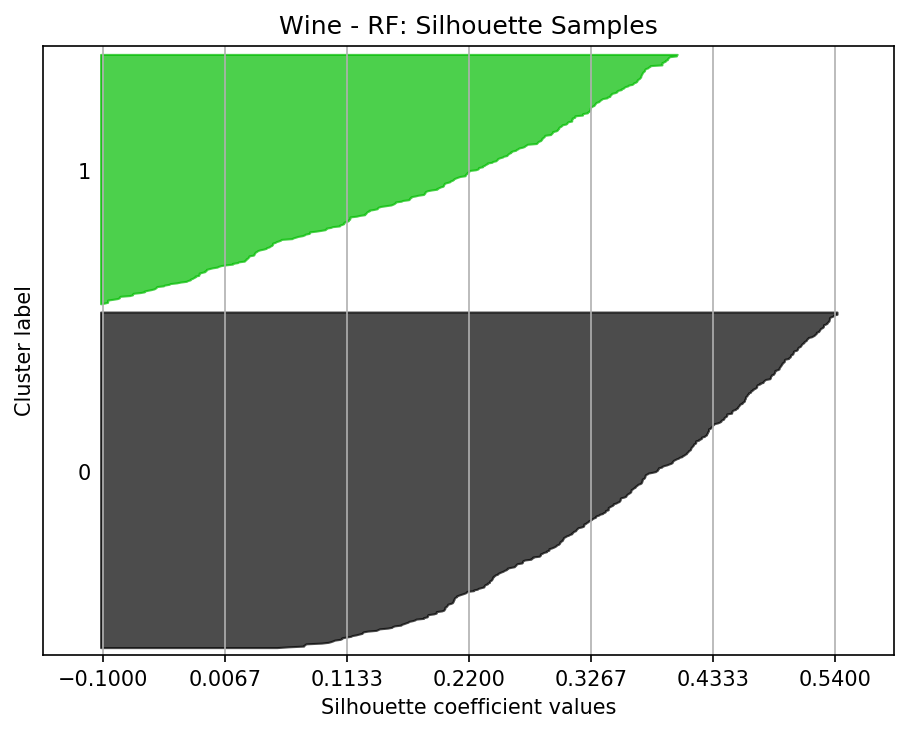 Wine - RF: Silhouette Samples
1
0
Cluster label
−0.1000 0.0067 0.1133 0.2200 0.3267 0.4333 0.5400
Silhouette coefficient values